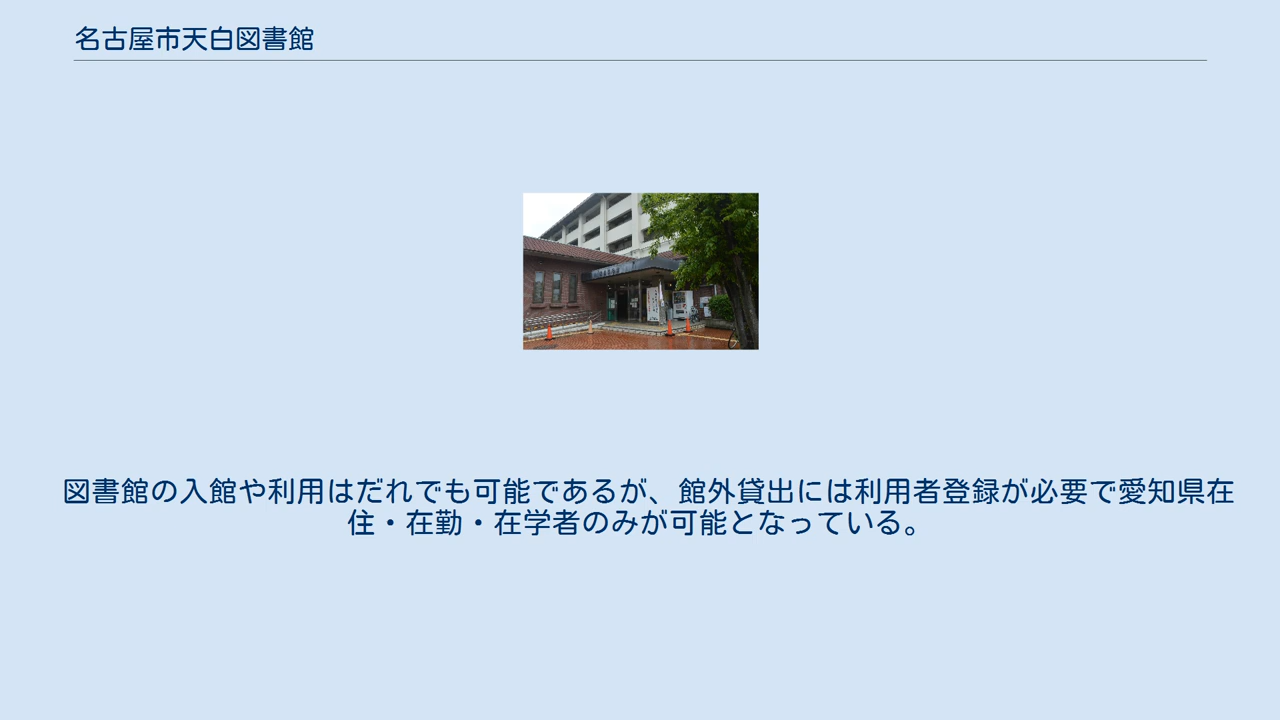 名古屋市天白図書館
図書館の入館や利用はだれでも可能であるが、館外貸出には利用者登録が必要で愛知県在
住・在勤・在学者のみが可能となっている。